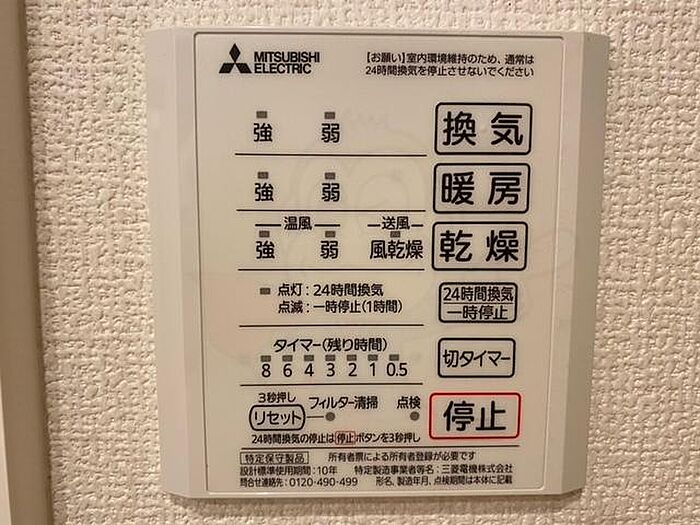 MITSUBISHI
ELECTRIC
【お願い】室内環境維持のため、通常は
24時間換気を停止させないでください
強 弱 換気
強 弱 暖房
温風 送風
強 弱 風乾燥 乾燥
点灯:24時間換気
点滅:一時停止(1時間)
24時間換気
一時停止
タイマー(残り時間)
8 6 4 3 2 1 0.5
切タイマー
3秒押し
リセット フィルター清掃 点検 停止
24時間換気の停止は停止ボタンを3秒押し
特定保守製品 所有者票による所有者登録が必要です
設計標準使用期間:10年 特定製造事業者等名:三菱電機株式会社
問合せ連絡先:0120-490-499 形名、製造年月、点検期間は本体に記載